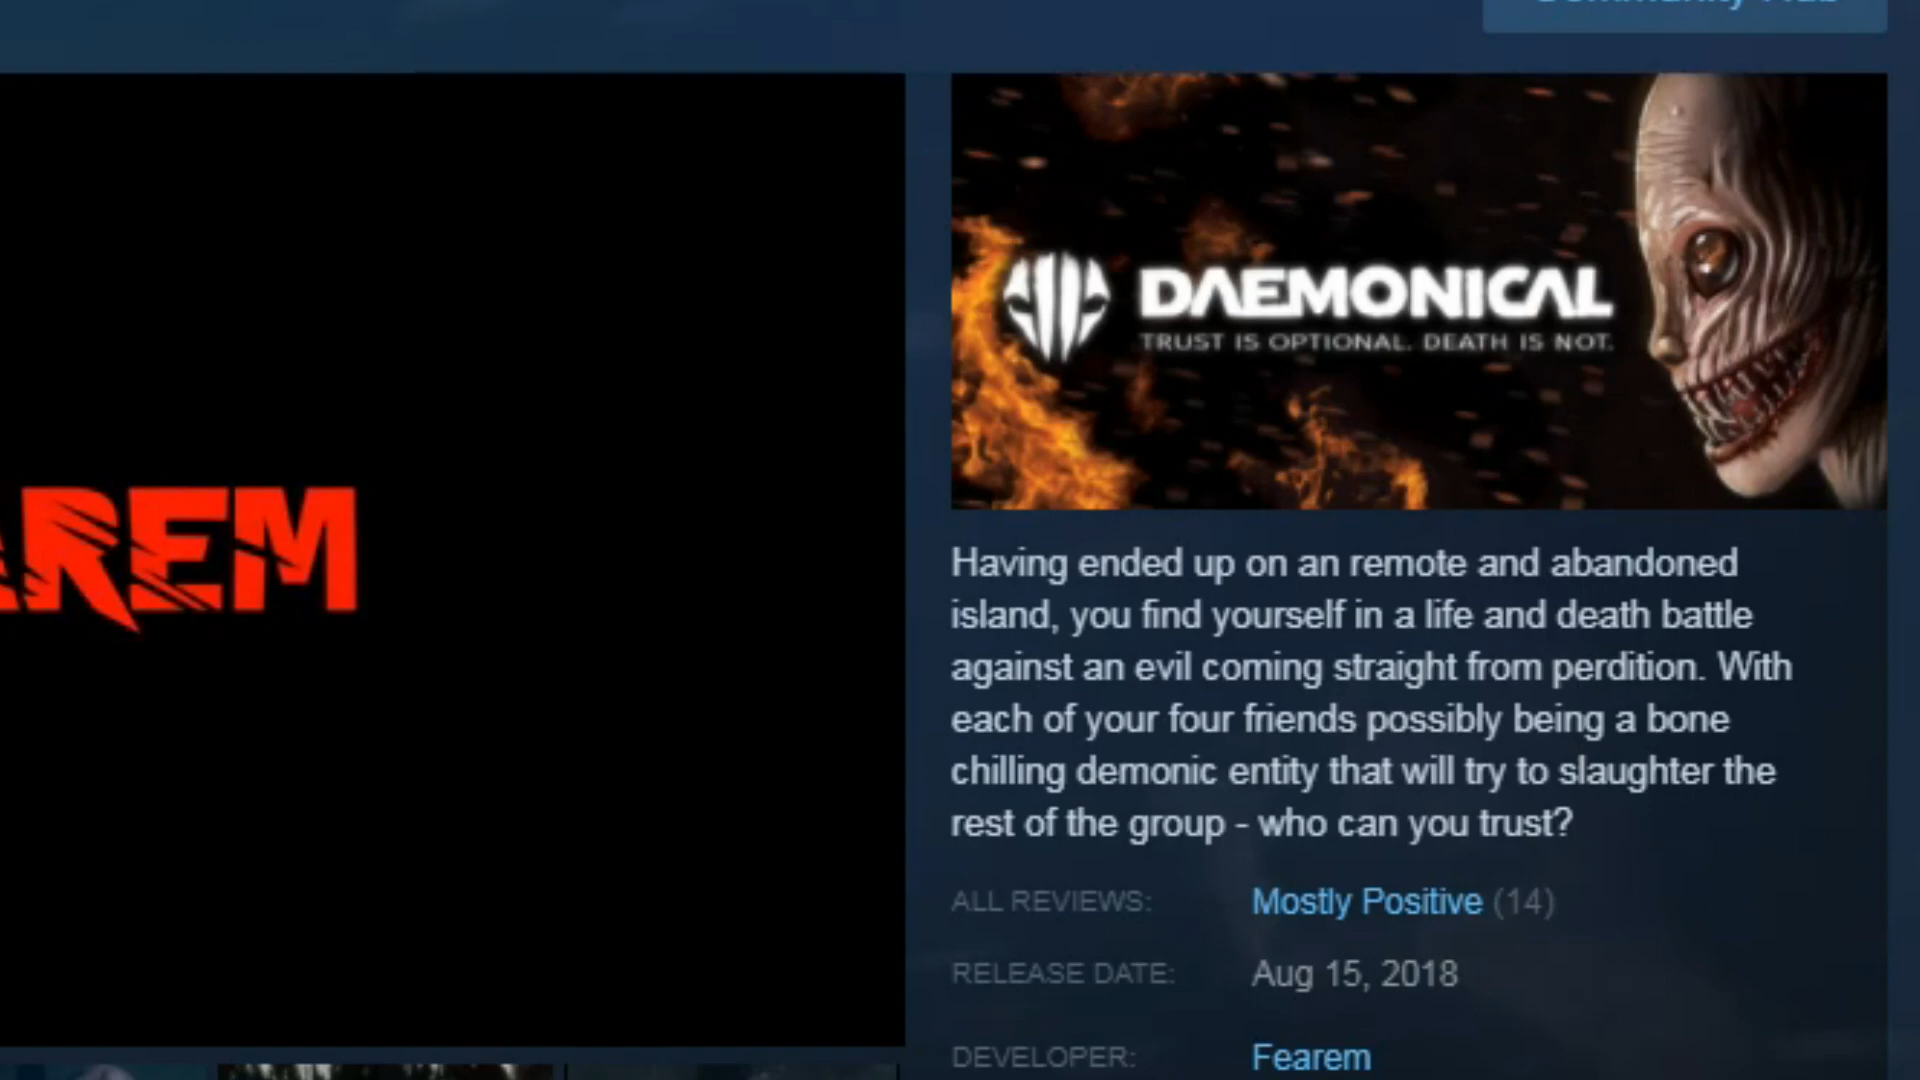 Community Hub
AREM
DAEMONICAL
TRUST IS OPTIONAL. DEATH IS NOT.
Having ended up on an remote and abandoned
island, you find yourself in a life and death battle
against an evil coming straight from perdition. With
each of your four friends possibly being a bone
chilling demonic entity that will try to slaughter the
rest of the group - who can you trust?
ALL REVIEWS: Mostly Positive (14)
RELEASE DATE: Aug 15, 2018
DEVELOPER: Fearem